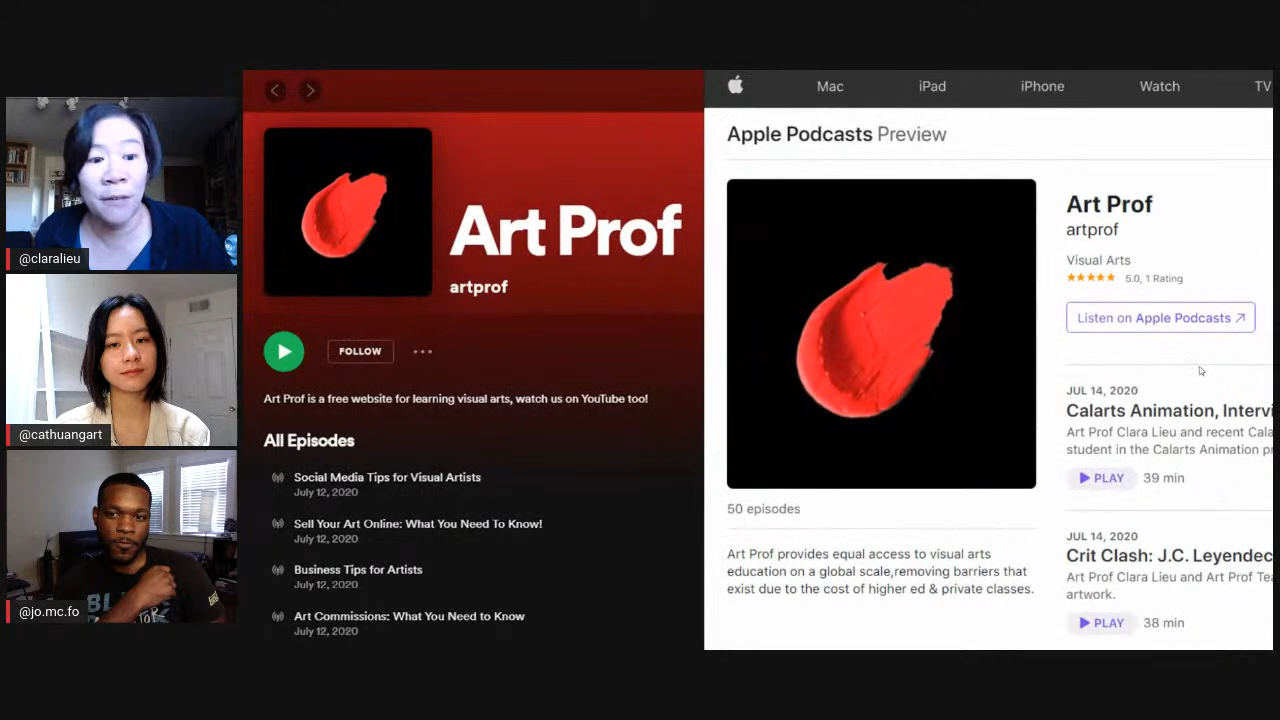 @claralieu
@cathuangart
@jo.mc.fo
Art Prof
artprof
FOLLOW
Art Prof is a free website for learning visual arts, watch us on YouTube too!
All Episodes
Social Media Tips for Visual Artists
July 12, 2020
Sell Your Art Online: What You Need To Know!
July 12, 2020
Business Tips for Artists
July 12, 2020
Art Commissions: What You Need to Know
July 12, 2020
Mac iPad iPhone Watch TV
Apple Podcasts Preview
50 episodes
Art Prof provides equal access to visual arts
education on a global scale,removing barriers that
exist due to the cost of higher ed & private classes.
Art Prof
artprof
Visual Arts
5.0, 1 Rating
Listen on Apple Podcasts
JUL 14, 2020
Calarts Animation, Intervi
Art Prof Clara Lieu and recent Cala
student in the Calarts Animation pr
PLAY 39 min
JUL 14, 2020
Crit Clash: J.C. Leyendec
Art Prof Clara Lieu and Art Prof Tea
artwork.
PLAY 38 min